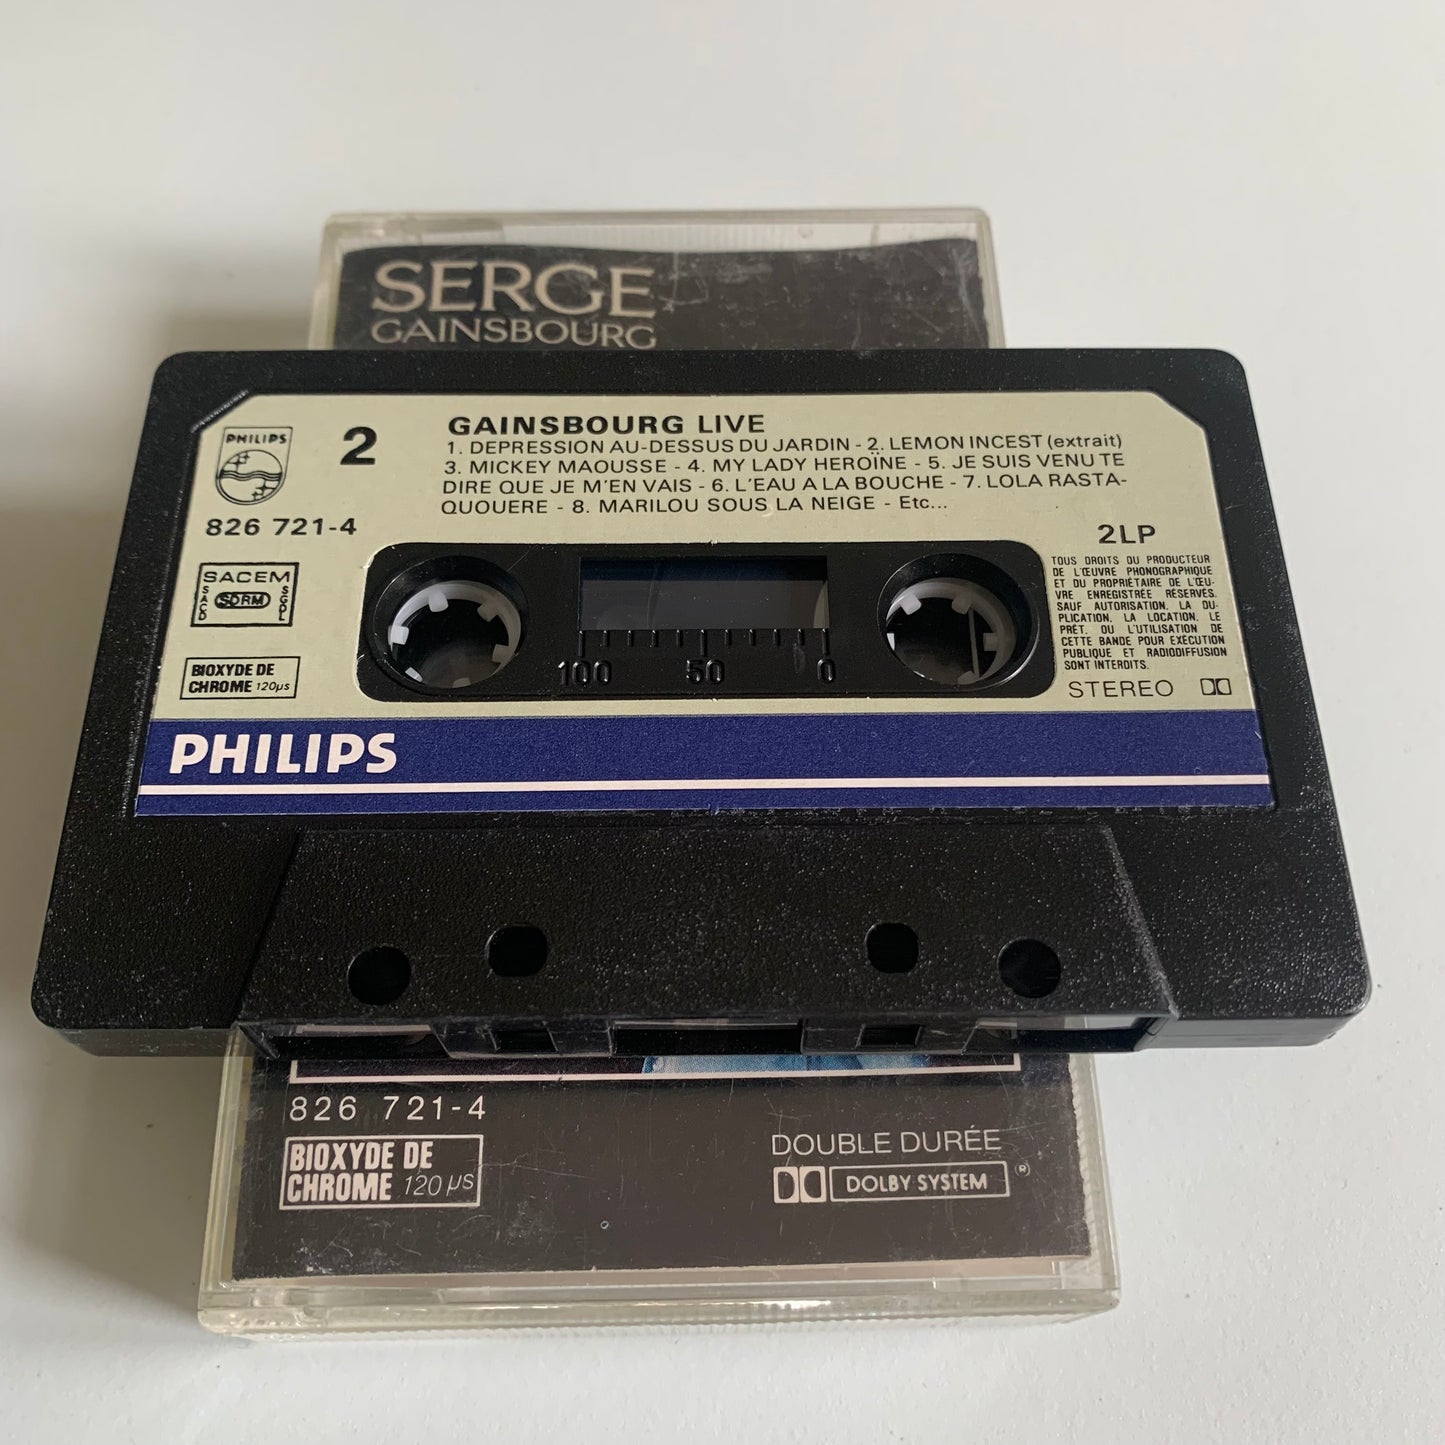 SERGE
GAINSBOURG
PHILIPS
2
GAINSBOURG LIVE
1. DEPRESSION AU-DESSUS DU JARDIN - 2. LEMON INCEST (extrait)
3. MICKEY MAOUSSE - 4. MY LADY HEROÏNE - 5. JE SUIS VENU TE
DIRE QUE JE M'EN VAIS - 6. L'EAU A LA BOUCHE - 7. LOLA RASTA-
QUOUERE - 8. MARILOU SOUS LA NEIGE - Etc...
826 721-4
2LP
SACEM
SACD
SDRM
SGDL
BIOXYDE DE
CHROME 120µs
100 50 0
TOUS DROITS DU PRODUCTEUR
DE L'ŒUVRE PHONOGRAPHIQUE
ET DU PROPRIÉTAIRE DE L'ŒU-
VRE ENREGISTRÉE RÉSERVÉS.
SAUF AUTORISATION, LA DU-
PLICATION, LA LOCATION, LE
PRÊT, OU L'UTILISATION DE
CETTE BANDE POUR EXÉCUTION
PUBLIQUE ET RADIODIFFUSION
SONT INTERDITS.
STEREO
PHILIPS
826 721-4
BIOXYDE DE
CHROME 120 µs
DOUBLE DURÉE
DOLBY SYSTEM ®